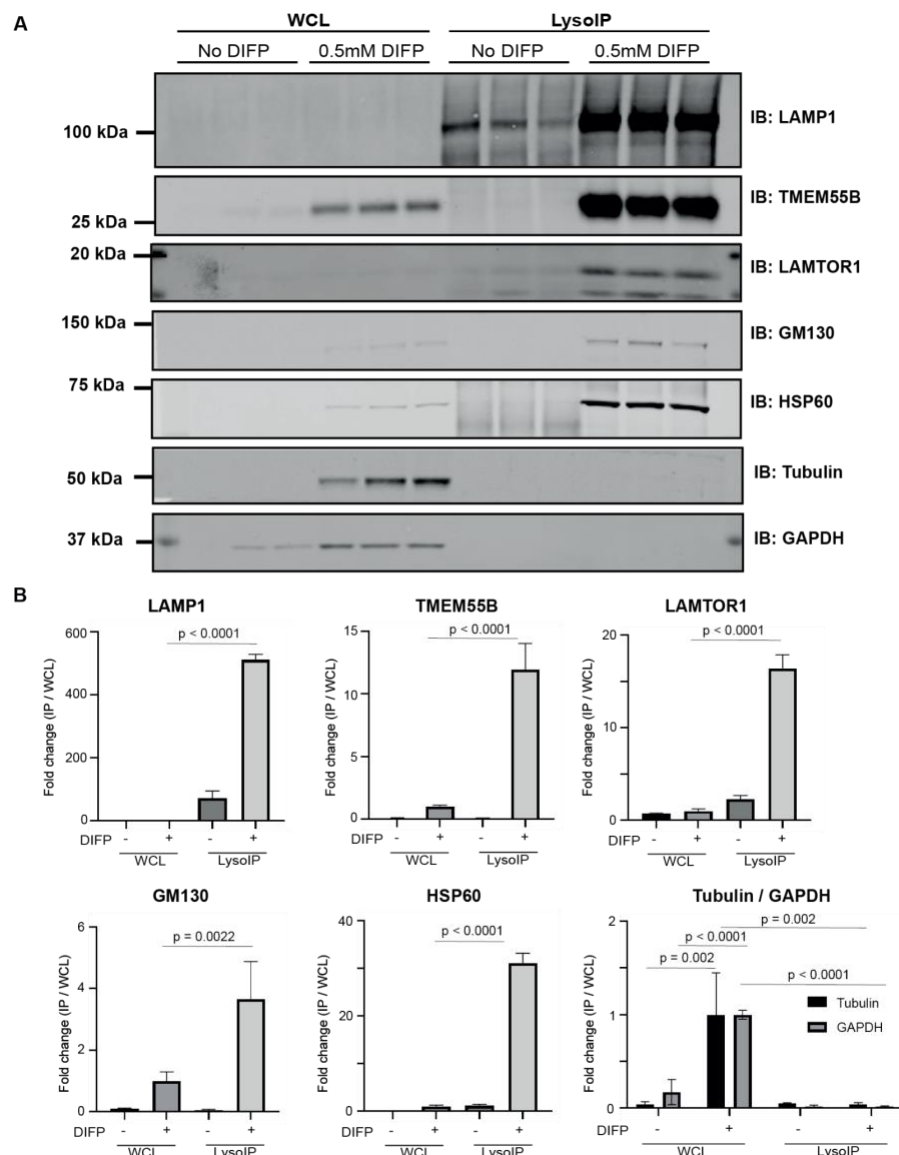 A
WCL LysoIP
No DIFP 0.5mM DIFP No DIFP 0.5mM DIFP
100 kDa IB: LAMP1
25 kDa IB: TMEM55B
20 kDa IB: LAMTOR1
150 kDa IB: GM130
75 kDa IB: HSP60
50 kDa IB: Tubulin
37 kDa IB: GAPDH
B
LAMP1
Fold change (IP / WCL)
600
400
200
0
p < 0.0001
DIFP - + - +
WCL LysoIP
TMEM55B
Fold change (IP / WCL)
15
10
5
0
p < 0.0001
DIFP - + - +
WCL LysoIP
LAMTOR1
Fold change (IP / WCL)
20
10
0
p < 0.0001
DIFP - + - +
WCL LysoIP
GM130
Fold change (IP / WCL)
6
4
2
0
p = 0.0022
DIFP - + - +
WCL LysoIP
HSP60
Fold change (IP / WCL)
40
20
0
p < 0.0001
DIFP - + - +
WCL LysoIP
Tubulin / GAPDH
Fold change (IP / WCL)
2
1
0
p = 0.002
p < 0.0001
p = 0.002
p < 0.0001
Tubulin
GAPDH
DIFP - + - +
WCL LysoIP